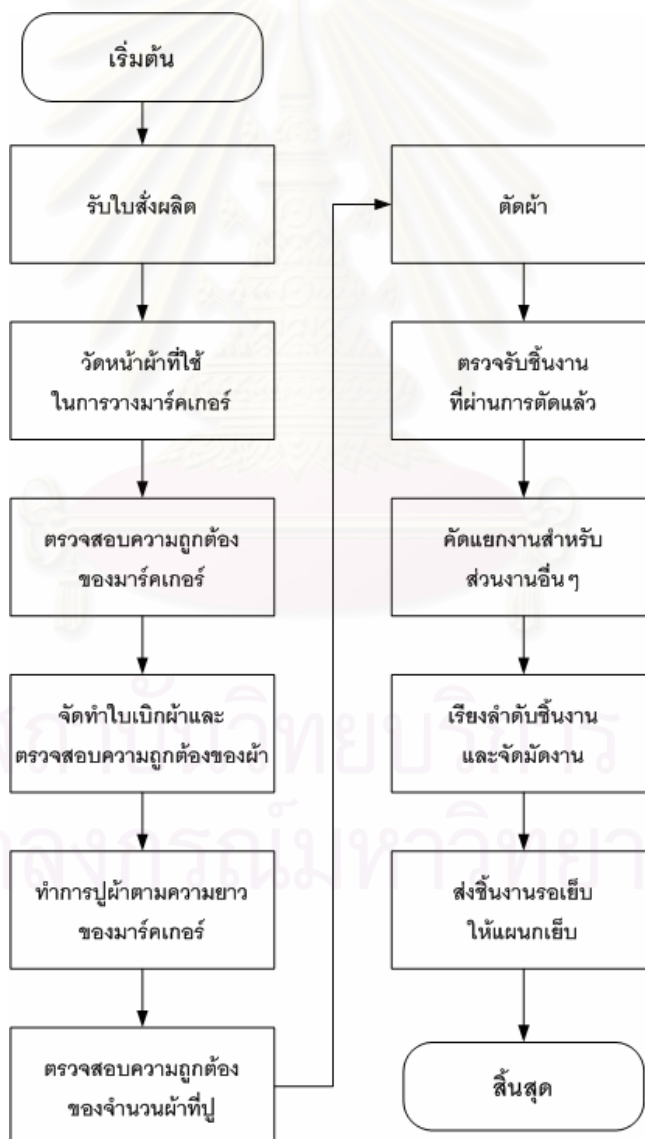 เริ่มต้น
รับใบสั่งผลิต
วัดหน้าผ้าที่ใช้
ในการวางมาร์คเกอร์
ตรวจสอบความถูกต้อง
ของมาร์คเกอร์
จัดทำใบเบิกผ้าและ
ตรวจสอบความถูกต้องของผ้า
ทำการปูผ้าตามความยาว
ของมาร์คเกอร์
ตรวจสอบความถูกต้อง
ของจำนวนผ้าที่ปู
ตัดผ้า
ตรวจรับชิ้นงาน
ที่ผ่านการตัดแล้ว
คัดแยกงานสำหรับ
ส่วนงานอื่นๆ
เรียงลำดับชิ้นงาน
และจัดมัดงาน
ส่งชิ้นงานรอเย็บ
ให้แผนกเย็บ
สิ้นสุด